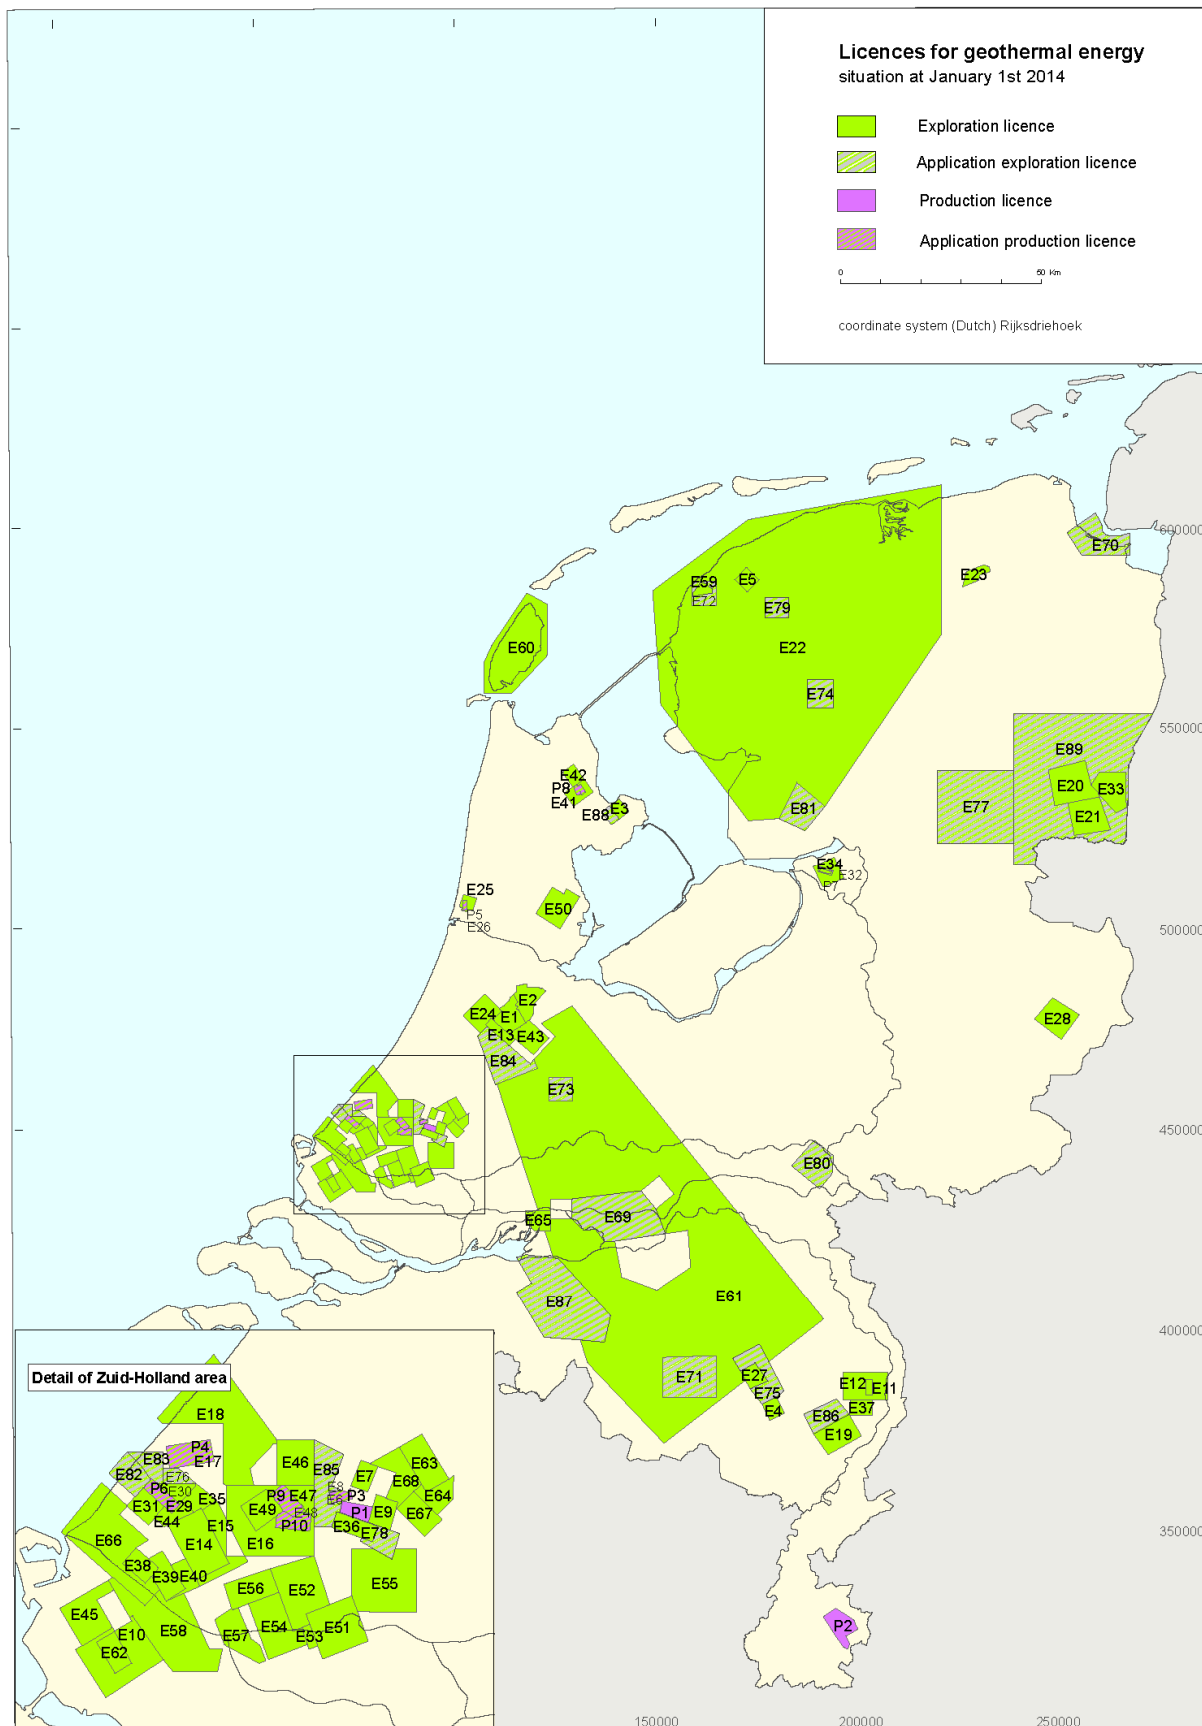 Licences for geothermal energy
situation at January 1st 2014
Exploration licence
Application exploration licence
Production licence
Application production licence
0 50 Km
coordinate system (Dutch) Rijksdriehoek
600000
E70
E23
E59
E5
E72
E79
E60
E22
E74
550000
E89
E42
P8
E41
E88
E3
E81
E77
E20
E33
E21
E34
E32
P7
E25
P5
E26
E50
500000
E2
E24
E1
E13
E43
E84
E28
E73
450000
E80
E65
E69
E87
E61
400000
E71
E27
E75
E4
E12
E11
E37
E86
E19
350000
P2
150000
200000
250000
Detail of Zuid-Holland area
E18
P4
E17
E83
E82
E76
E46
E85
E7
E63
E68
P6
E30
E31
E29
E35
E44
P9
E47
E49
E48
P10
E8
E6
P3
P1
E9
E64
E67
E36
E78
E66
E15
E14
E16
E38
E39
E40
E56
E52
E55
E45
E10
E58
E62
E57
E54
E53
E51